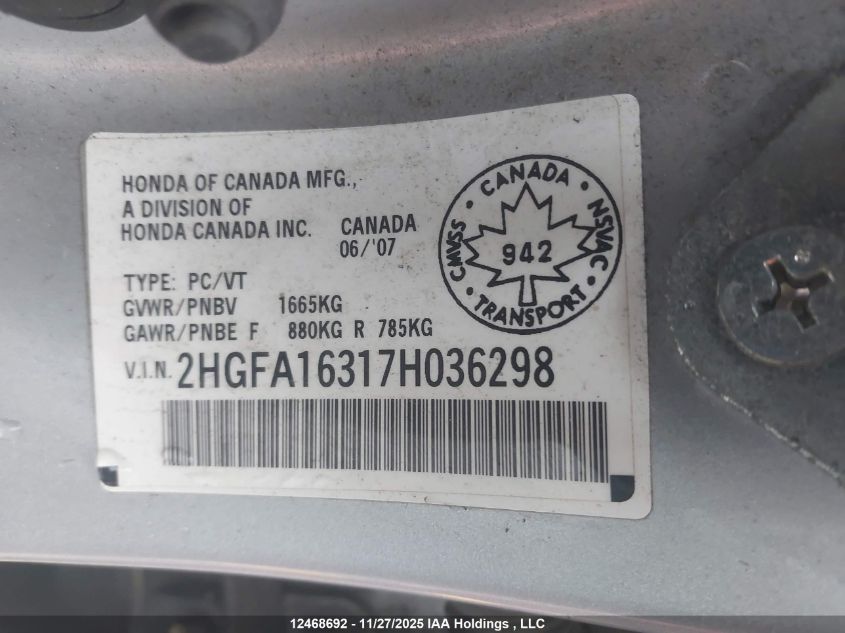 HONDA OF CANADA MFG.,
A DIVISION OF
HONDA CANADA INC. CANADA
06/'07
TYPE: PC/VT
GVWR/PNBV 1665KG
GAWR/PNBE F 880KG R 785KG
V.I.N. 2HGFA16317H036298
• CANADA •
CMVSS
NSVAC
942
• TRANSPORT •
12468692 - 11/27/2025 IAA Holdings , LLC